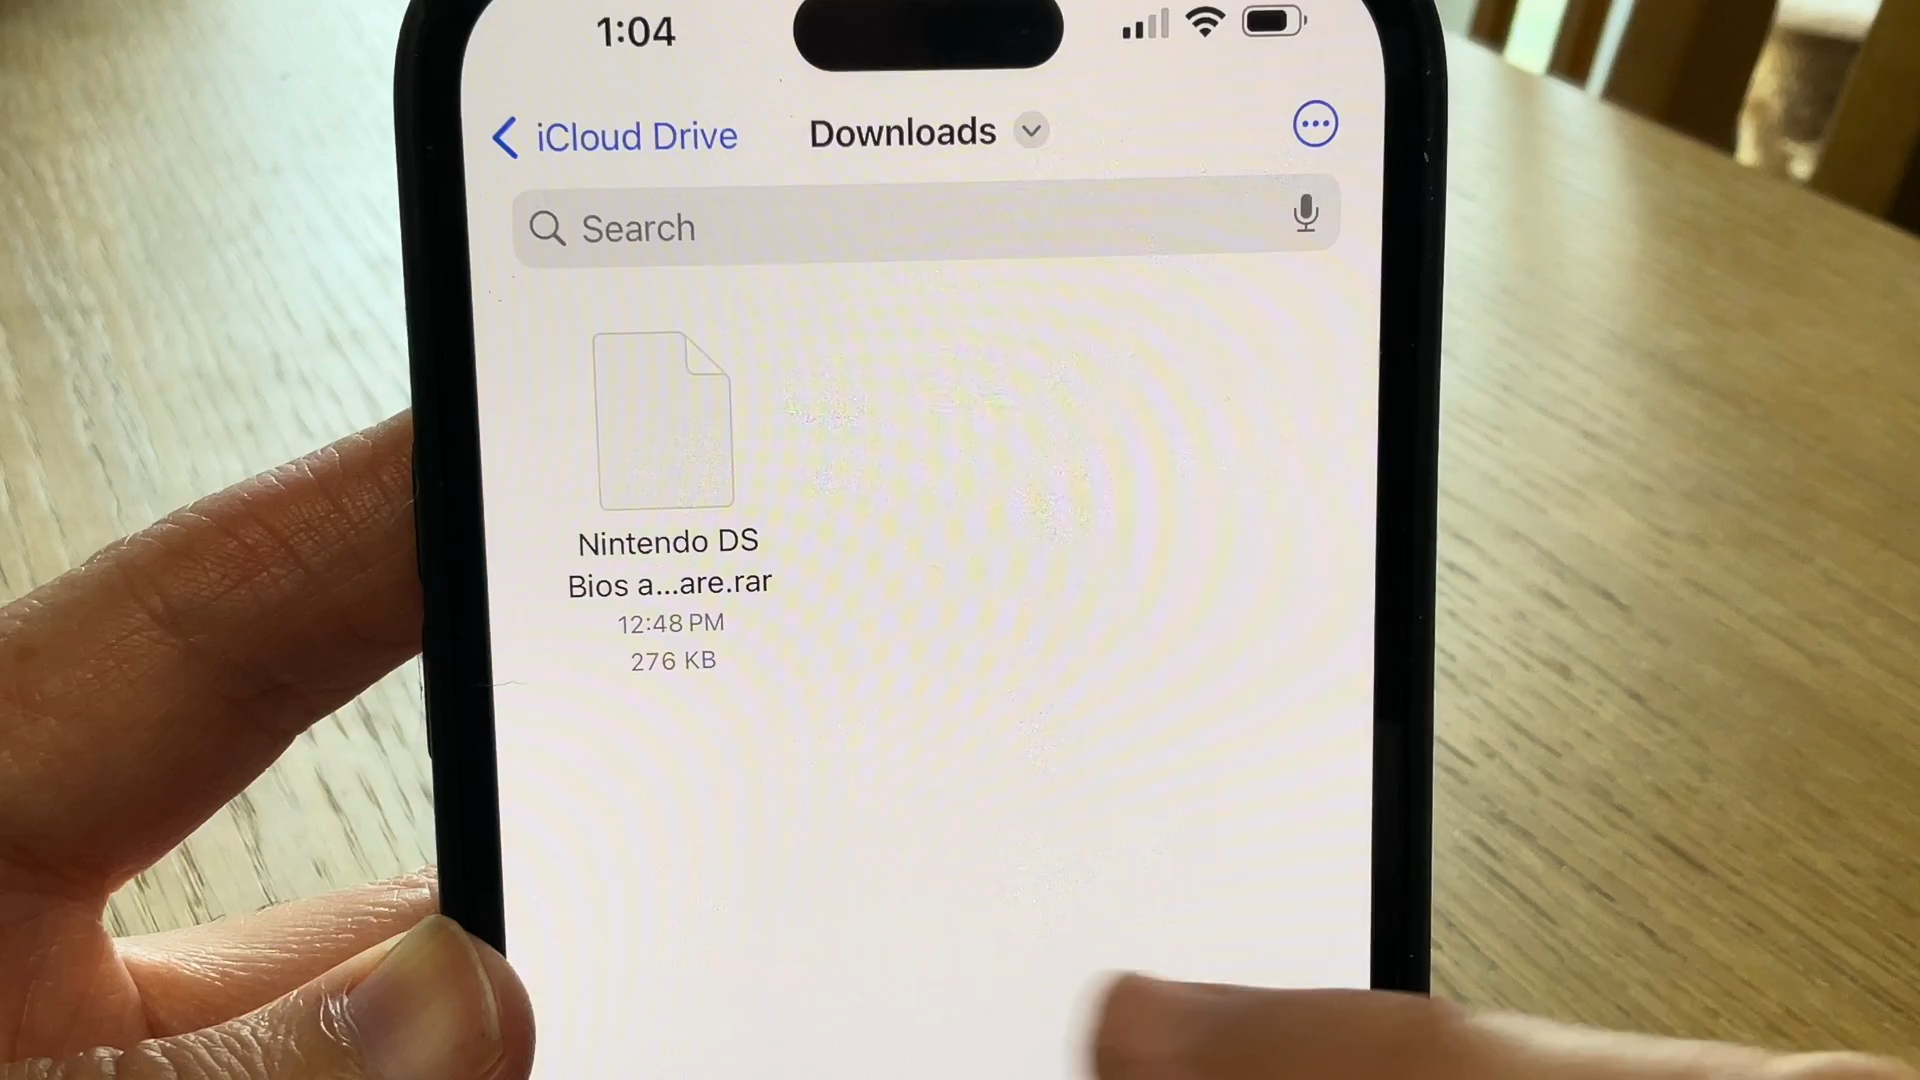 1:04
iCloud Drive
Downloads
Search
Nintendo DS
Bios a...are.rar
12:48 PM
276 KB